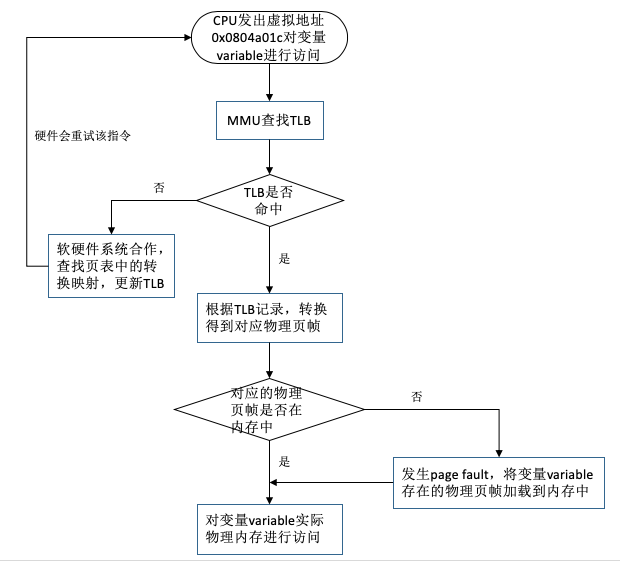 CPU发出虚拟地址
0x0804a01c对变量
variable进行访问
硬件会重试该指令
MMU查找TLB
否
TLB是否
命中
软硬件系统合作，
查找页表中的转
换映射，更新TLB
是
根据TLB记录，转换
得到对应物理页帧
对应的物理
页帧是否在
内存中
否
是
发生page fault，将变量variable
存在的物理页帧加载到内存中
对变量variable实际
物理内存进行访问